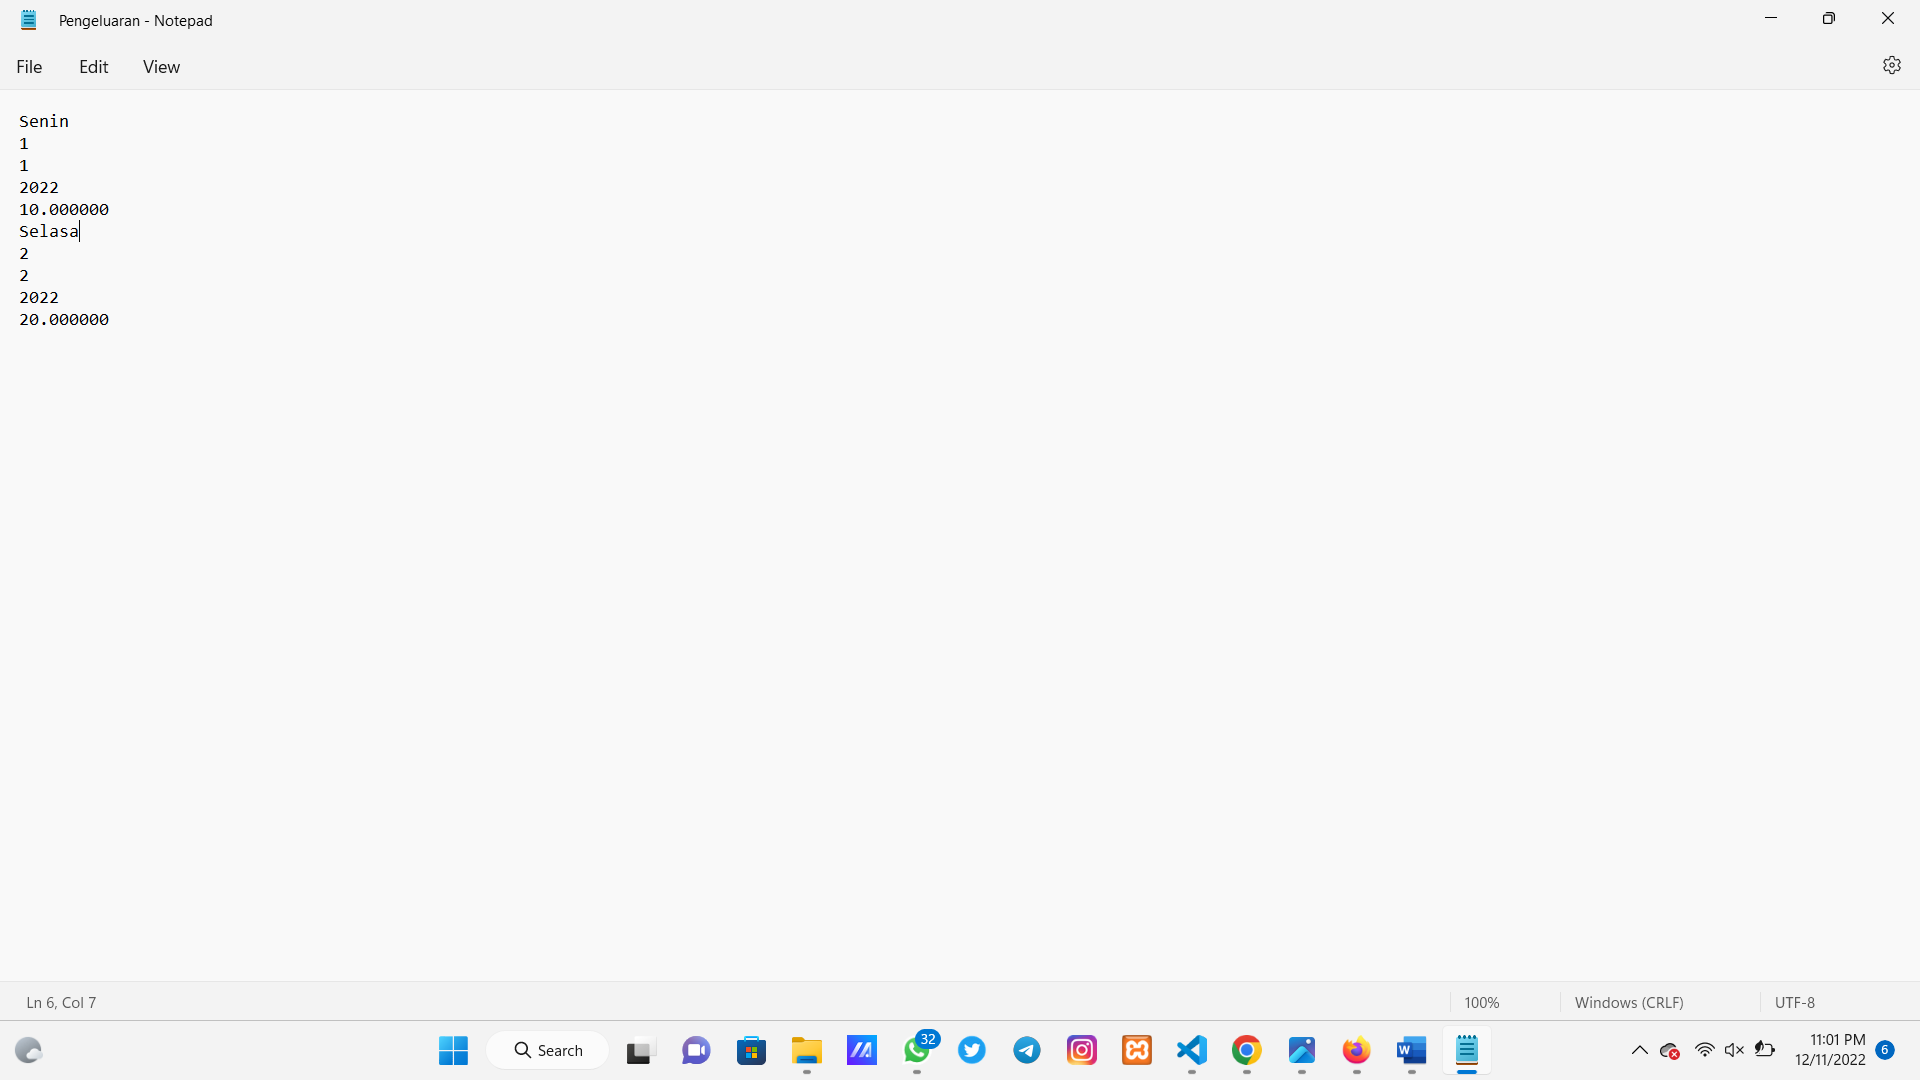 Pengeluaran - Notepad
File Edit View
Senin
1
1
2022
10.000000
Selasa
2
2
2022
20.000000
Ln 6, Col 7
100%
Windows (CRLF)
UTF-8
Search
32
W
11:01 PM
12/11/2022
6